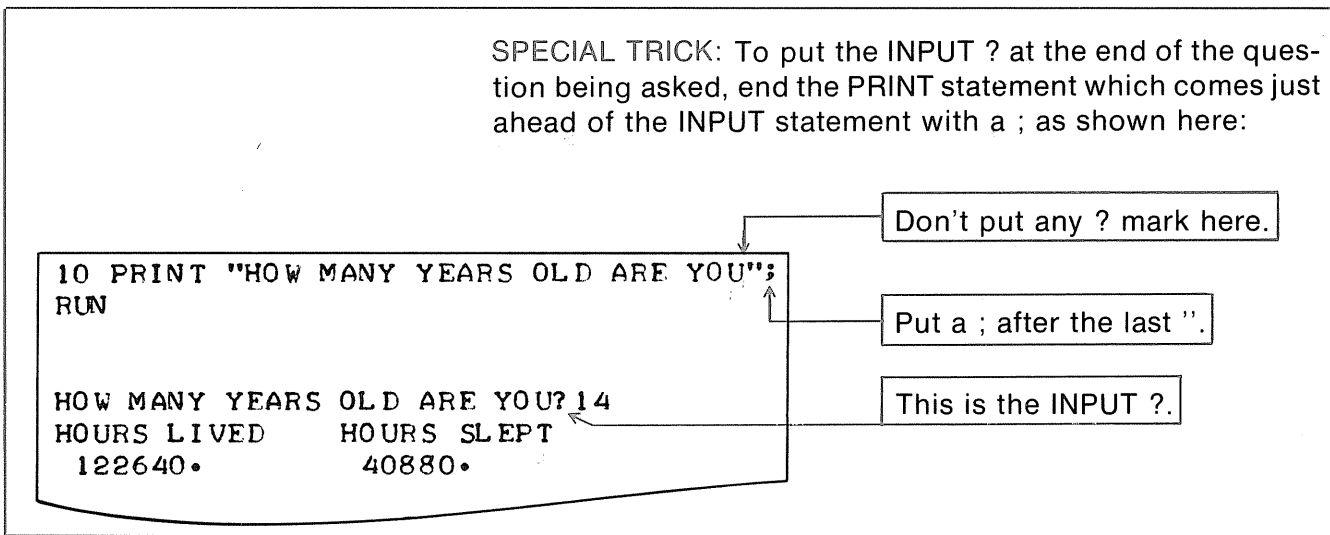 SPECIAL TRICK: To put the INPUT ? at the end of the ques-
tion being asked, end the PRINT statement which comes just
ahead of the INPUT statement with a ; as shown here:
Don't put any ? mark here.
10 PRINT "HOW MANY YEARS OLD ARE YOU";
RUN
Put a ; after the last ".
HOW MANY YEARS OLD ARE YOU?14
This is the INPUT ?.
HOURS LIVED HOURS SLEPT
122640. 40880.